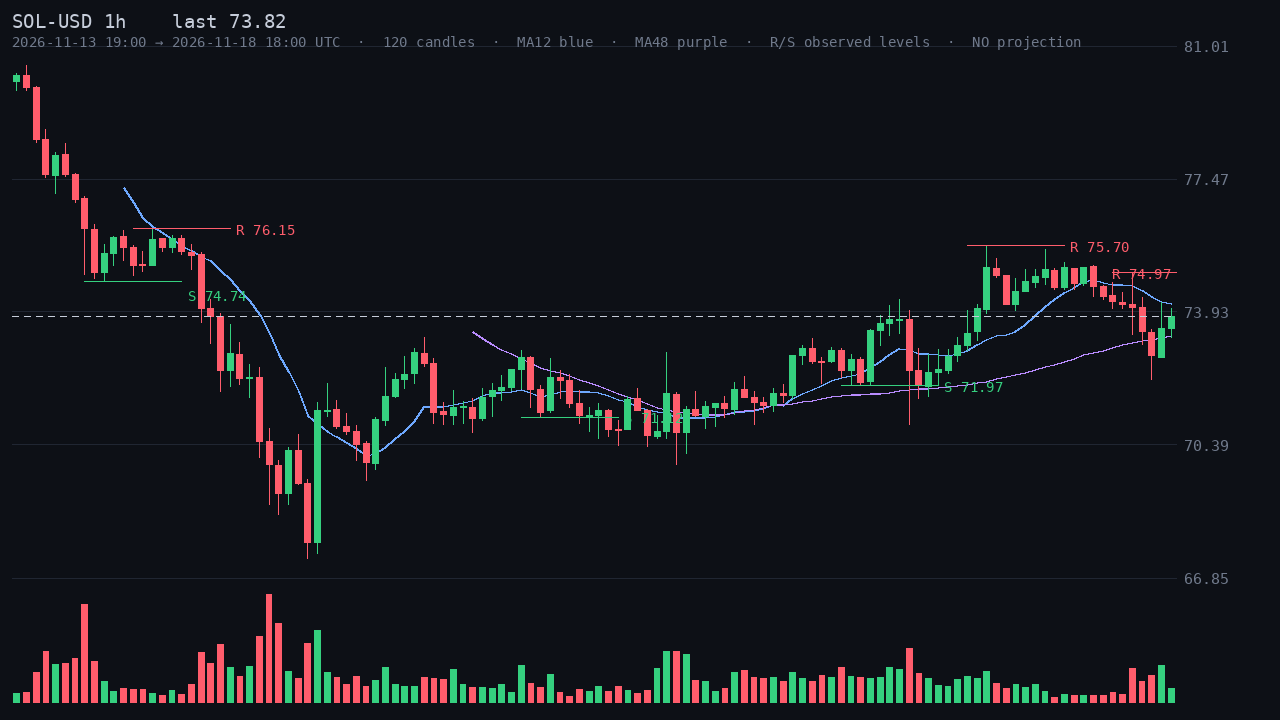 SOL-USD 1h    last 73.82
2026-11-13 19:00 → 2026-11-18 18:00 UTC  ·  120 candles  ·  MA12 blue  ·  MA48 purple  ·  R/S observed levels  ·  NO projection
81.01
77.47
R 76.15
R 75.70
R 74.97
S 74.74
73.93
S 71.97
70.39
66.85